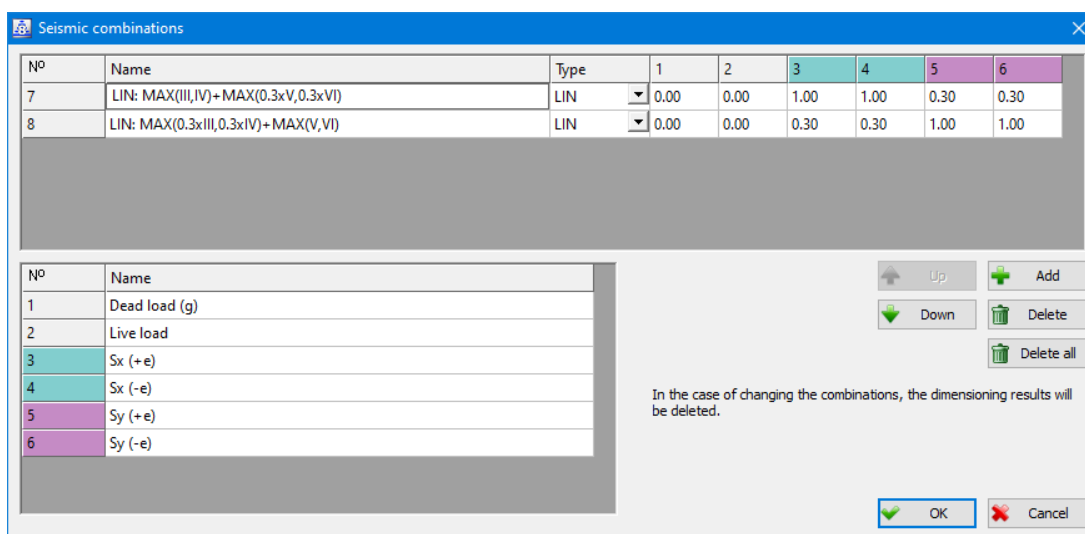 Seismic combinations
Nº Name Type 1 2 3 4 5 6
7 LIN: MAX(III,IV)+MAX(0.3xV,0.3xVI) LIN 0.00 0.00 1.00 1.00 0.30 0.30
8 LIN: MAX(0.3xIII,0.3xIV)+MAX(V,VI) LIN 0.00 0.00 0.30 0.30 1.00 1.00
Nº Name
1 Dead load (g)
2 Live load
3 Sx (+e)
4 Sx (-e)
5 Sy (+e)
6 Sy (-e)
Up Add
Down Delete
Delete all
In the case of changing the combinations, the dimensioning results will
be deleted.
OK Cancel